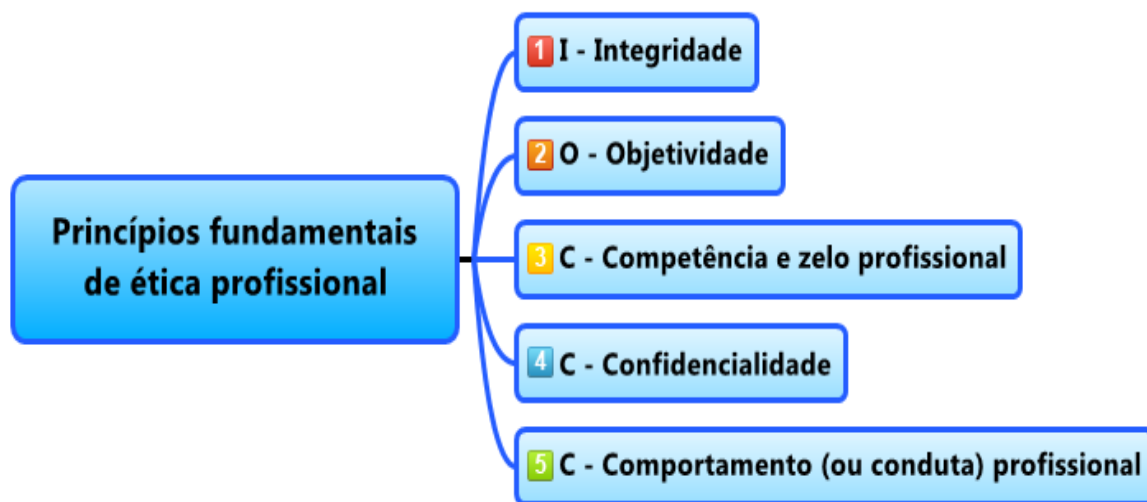 1 I - Integridade
2 O - Objetividade
Princípios fundamentais
de ética profissional
3 C - Competência e zelo profissional
4 C - Confidencialidade
5 C - Comportamento (ou conduta) profissional